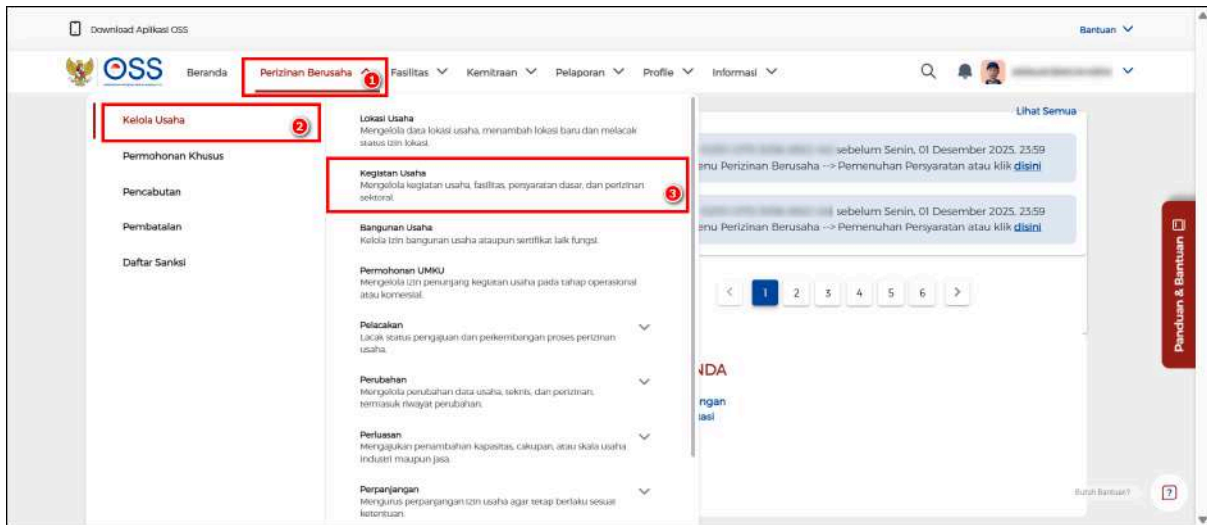 Download Aplikasi OSS
Bantuan
OSS
Beranda
Perizinan Berusaha
1
Fasilitas
Kemitraan
Pelaporan
Profile
Informasi
Kelola Usaha
2
Permohonan Khusus
Pencabutan
Pembatalan
Daftar Sanksi
Lokasi Usaha
Mengelola data lokasi usaha, menambah lokasi baru dan melacak
status izin lokasi.
Kegiatan Usaha
Mengelola kegiatan usaha, fasilitas, persyaratan dasar, dan perizinan
sektoral.
3
Bangunan Usaha
Kelola izin bangunan usaha ataupun sertifikat laik fungsi.
Permohonan UMKU
Mengelola izin penunjang kegiatan usaha pada tahap operasional
atau komersial.
Pelacakan
Lacak status pengajuan dan perkembangan proses perizinan
usaha.
Perubahan
Mengelola perubahan data usaha, teknis, dan perizinan,
termasuk riwayat perubahan.
Perluasan
Mengajukan penambahan kapasitas, cakupan, atau skala usaha
industri maupun jasa.
Perpanjangan
Mengurus perpanjangan izin usaha agar tetap berlaku sesuai
ketentuan.
Lihat Semua
sebelum Senin, 01 Desember 2025, 23:59
enu Perizinan Berusaha --> Pemenuhan Persyaratan atau klik disini
sebelum Senin, 01 Desember 2025, 23:59
enu Perizinan Berusaha --> Pemenuhan Persyaratan atau klik disini
1 2 3 4 5 6
NDA
ngan
asi
Panduan & Bantuan
Butuh Bantuan?